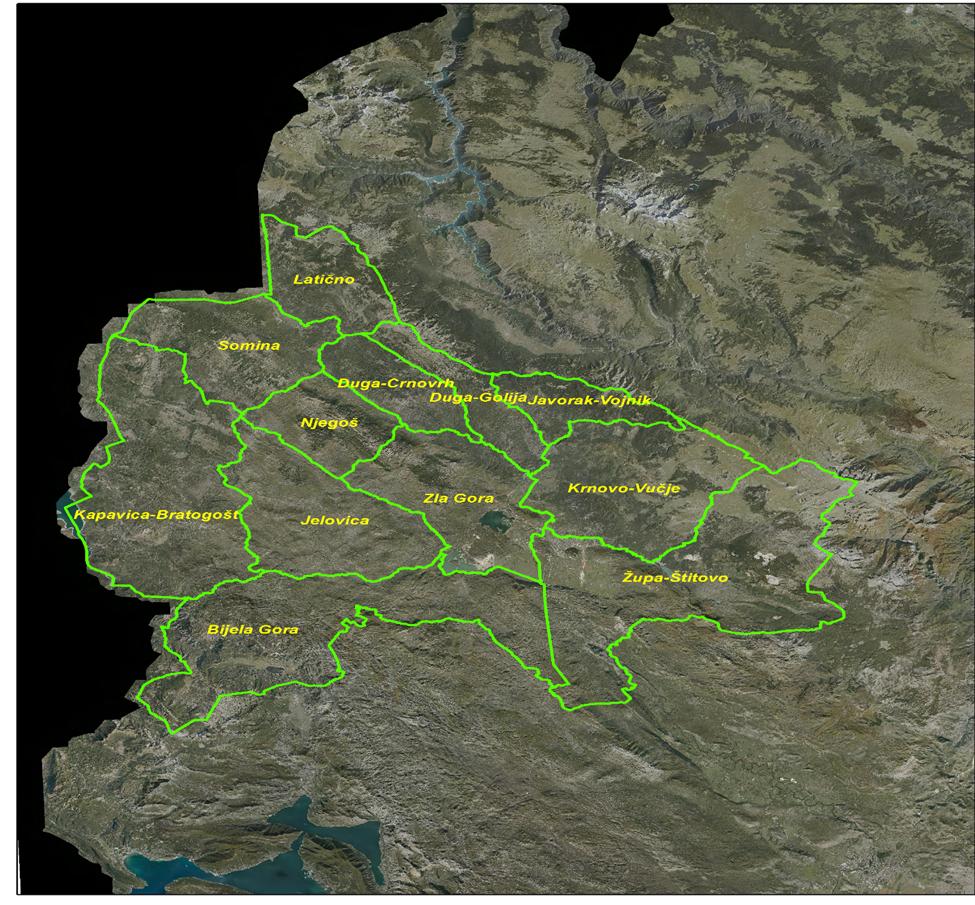 Latično
Somina
Duga-Crnovrh
Duga-Golija
Javorak-Vojnik
Njegoš
Krnovo-Vučje
Zla Gora
Kapavica-Bratogošt
Jelovica
Župa-Štitovo
Bijela Gora